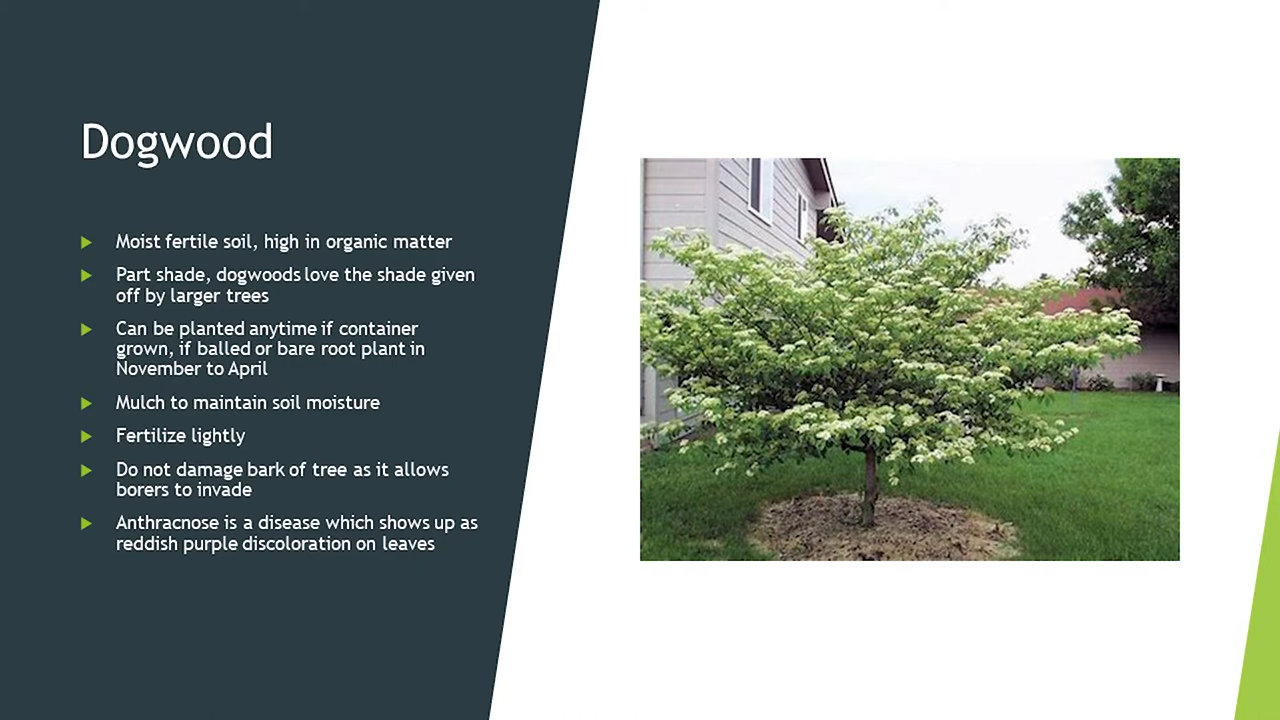 Dogwood
Moist fertile soil, high in organic matter
Part shade, dogwoods love the shade given
off by larger trees
Can be planted anytime if container
grown, if balled or bare root plant in
November to April
Mulch to maintain soil moisture
Fertilize lightly
Do not damage bark of tree as it allows
borers to invade
Anthracnose is a disease which shows up as
reddish purple discoloration on leaves